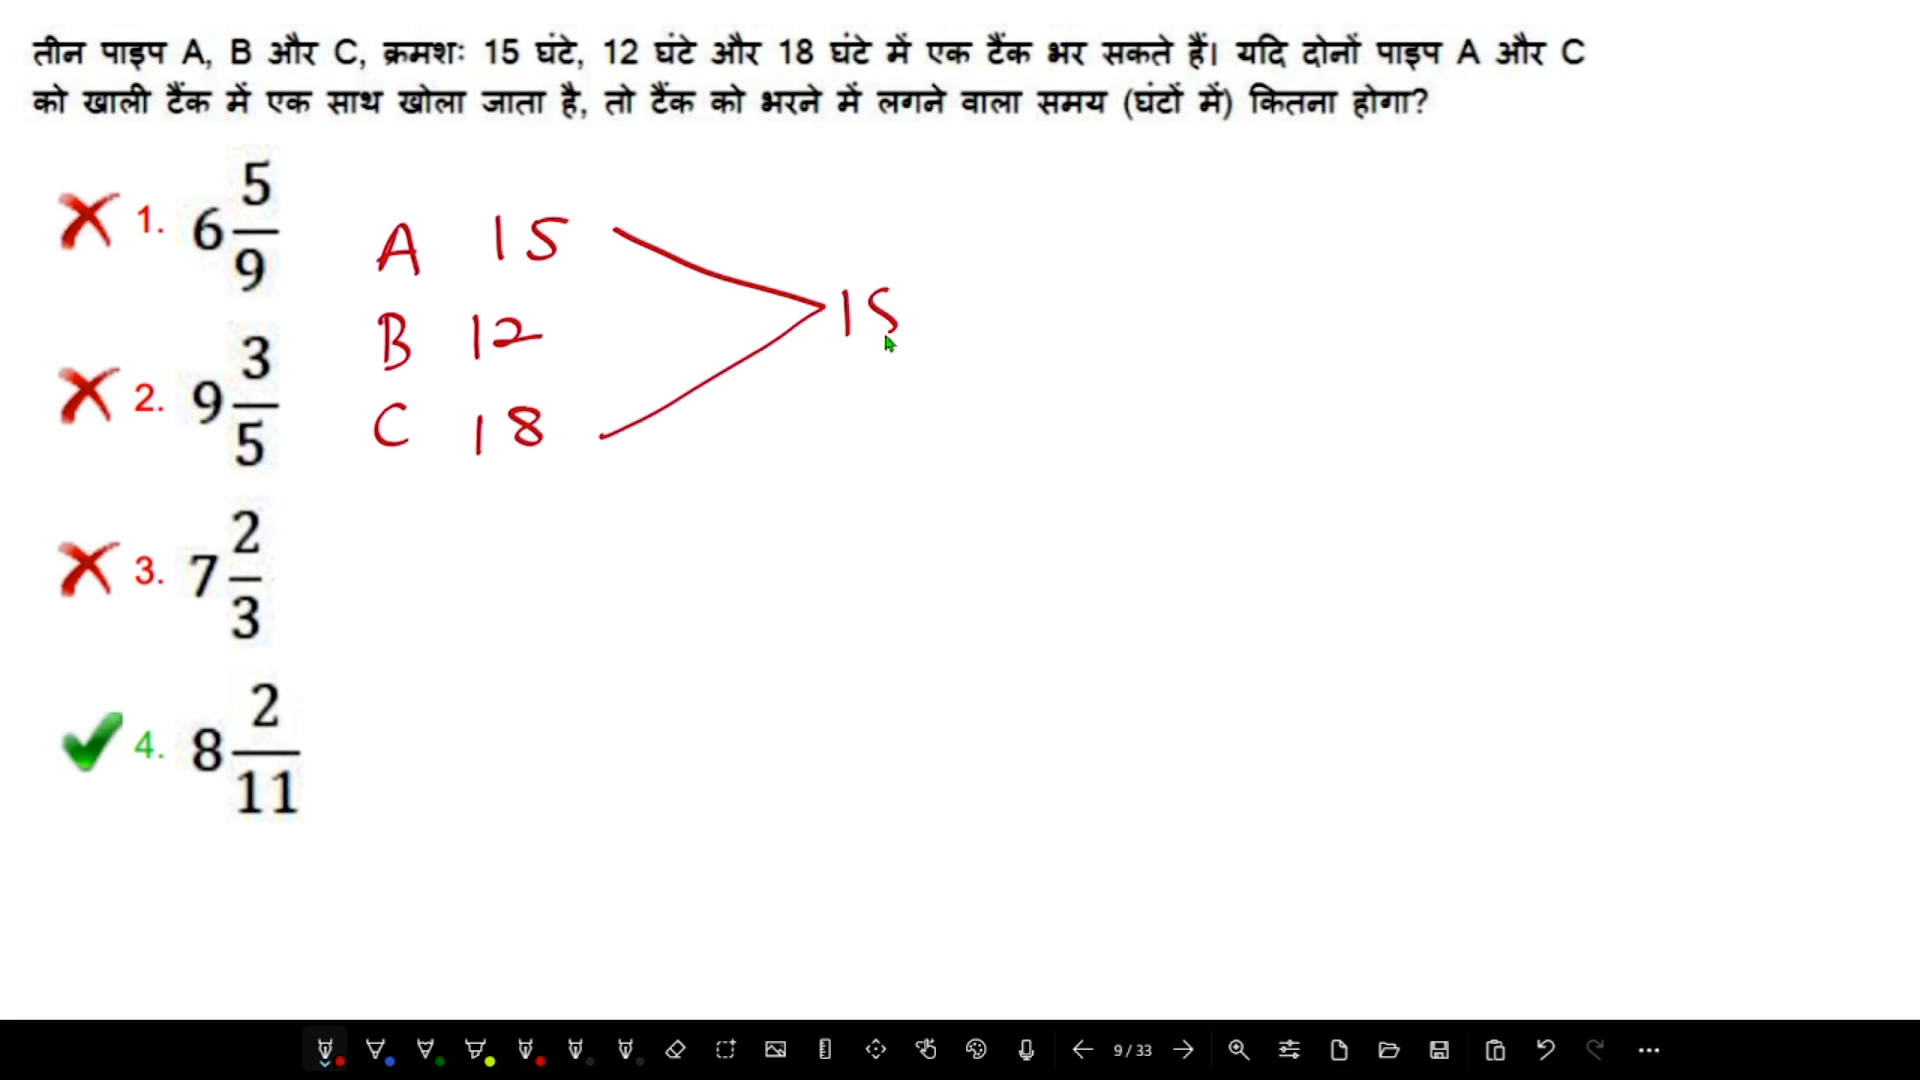 तीन पाइप A, B और C, क्रमशः 15 घंटे, 12 घंटे और 18 घंटे में एक टैंक भर सकते हैं। यदि दोनों पाइप A और C
को खाली टैंक में एक साथ खोला जाता है, तो टैंक को भरने में लगने वाला समय (घंटों में) कितना होगा?
1. 6 5/9
2. 9 3/5
3. 7 2/3
4. 8 2/11
A 15
B 12
C 18
15
9 / 33